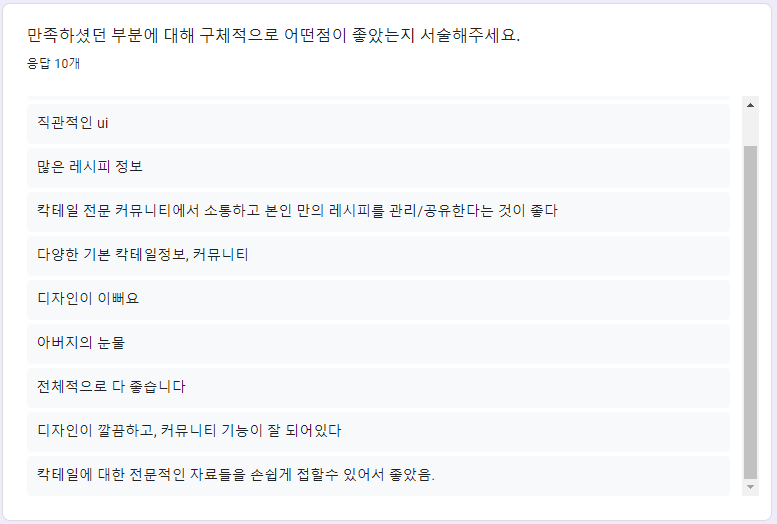 만족하셨던 부분에 대해 구체적으로 어떤점이 좋았는지 서술해주세요.
응답 10개
직관적인 ui
많은 레시피 정보
칵테일 전문 커뮤니티에서 소통하고 본인 만의 레시피를 관리/공유한다는 것이 좋다
다양한 기본 칵테일정보, 커뮤니티
디자인이 이뻐요
아버지의 눈물
전체적으로 다 좋습니다
디자인이 깔끔하고, 커뮤니티 기능이 잘 되어있다
칵테일에 대한 전문적인 자료들을 손쉽게 접할수 있어서 좋았음.